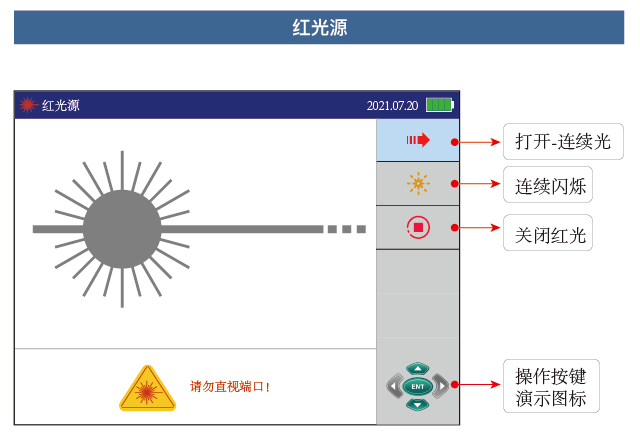 红光源
红光源
2021.07.20
打开-连续光
连续闪烁
关闭红光
请勿直视端口！
ENT
操作按键
演示图标